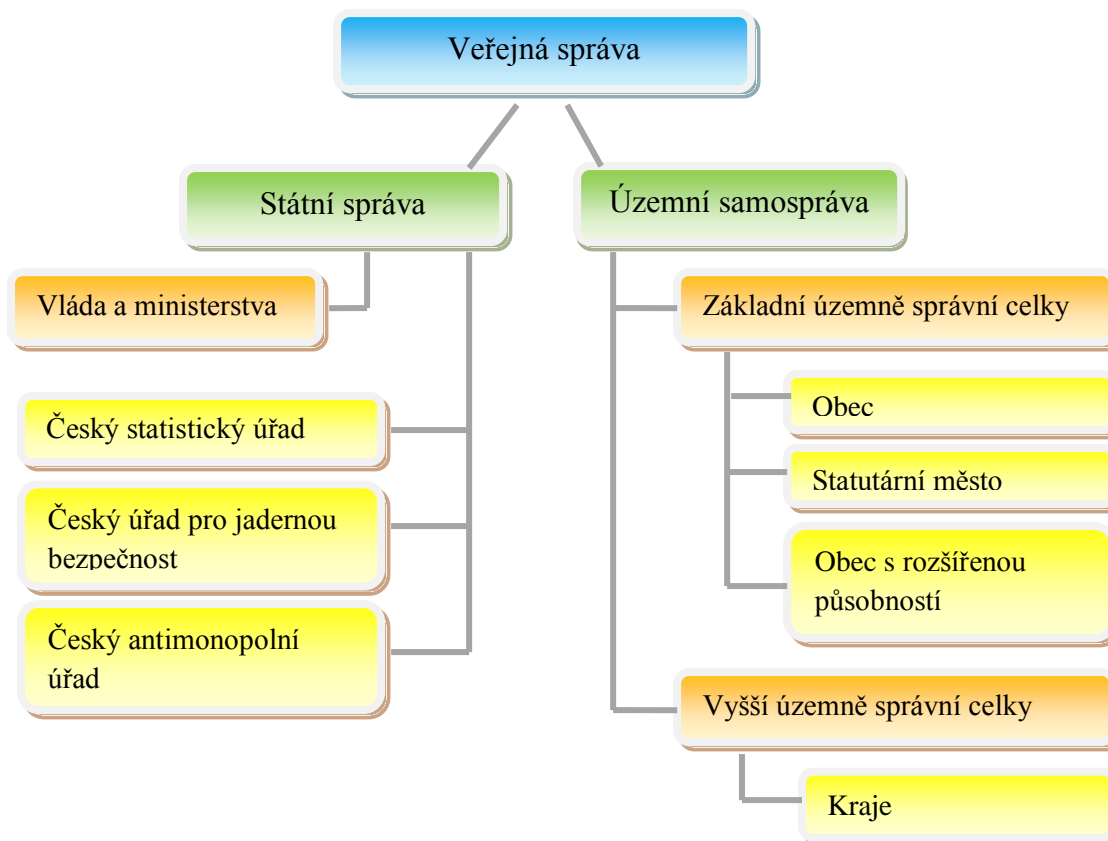 Veřejná správa
Státní správa
Územní samospráva
Vláda a ministerstva
Základní územně správní celky
Český statistický úřad
Obec
Statutární město
Český úřad pro jadernou
bezpečnost
Obec s rozšířenou
působností
Český antimonopolní
úřad
Vyšší územně správní celky
Kraje